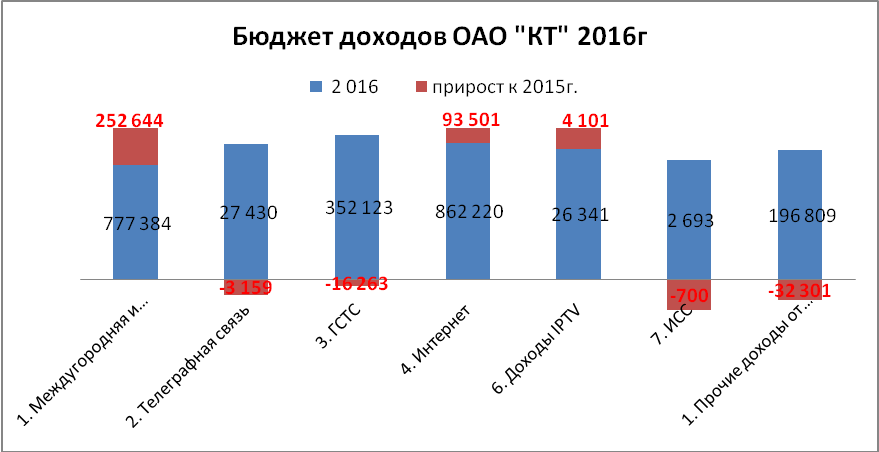 Бюджет доходов ОАО "КТ" 2016г
2 016 прирост к 2015г.
252 644 93 501 4 101
777 384 27 430 352 123 862 220 26 341 2 693 196 809
-3 159 -16 263 -700 -32 301
1. Междугородняя и...
2. Телеграфная связь
3. ГСТС
4. Интернет
6. Доходы IPTV
7. ИСС
1. Прочие доходы от...